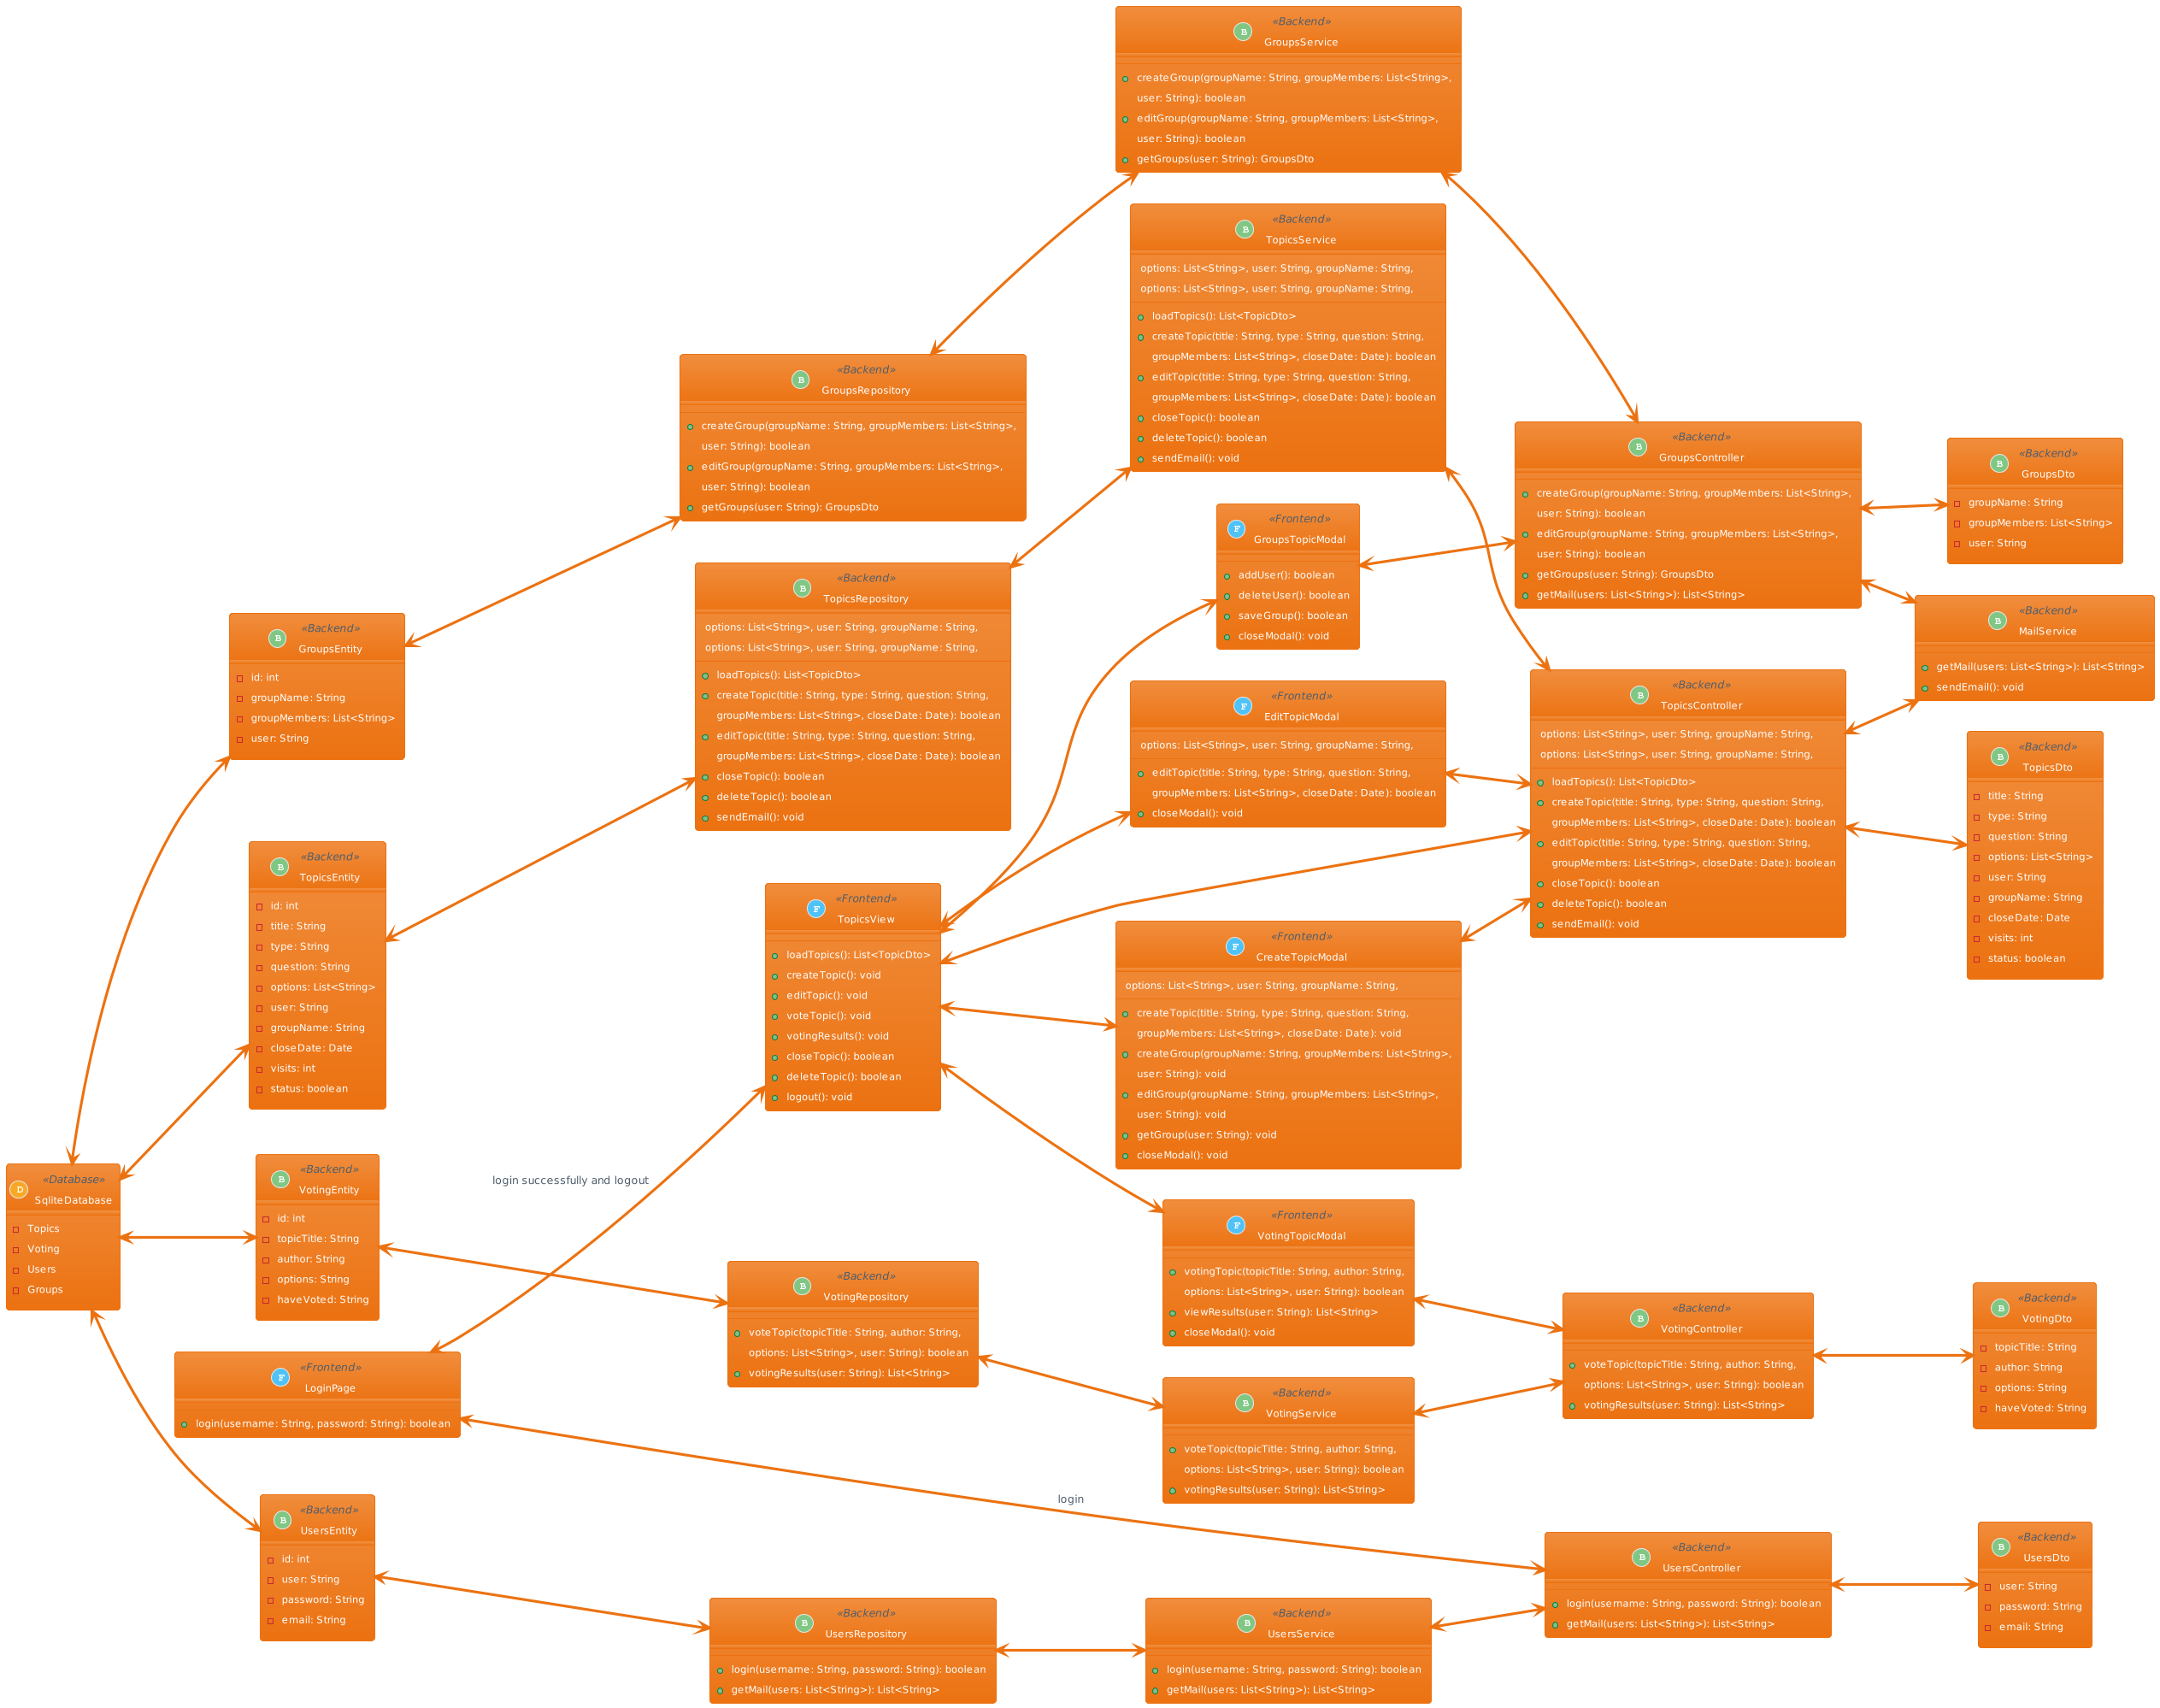 «Backend»
B
GroupsService
createGroup(groupName: String, groupMembers: List<String>,
user: String): boolean
editGroup(groupName: String, groupMembers: List<String>,
user: String): boolean
getGroups(user: String): GroupsDto
«Backend»
B
TopicsService
options: List<String>, user: String, groupName: String,
options: List<String>, user: String, groupName: String,
loadTopics(): List<TopicDto>
createTopic(title: String, type: String, question: String,
groupMembers: List<String>, closeDate: Date): boolean
editTopic(title: String, type: String, question: String,
groupMembers: List<String>, closeDate: Date): boolean
closeTopic(): boolean
deleteTopic(): boolean
sendEmail(): void
«Backend»
B
GroupsRepository
createGroup(groupName: String, groupMembers: List<String>,
user: String): boolean
editGroup(groupName: String, groupMembers: List<String>,
user: String): boolean
getGroups(user: String): GroupsDto
«Backend»
B
GroupsController
createGroup(groupName: String, groupMembers: List<String>,
user: String): boolean
editGroup(groupName: String, groupMembers: List<String>,
user: String): boolean
getGroups(user: String): GroupsDto
getMail(users: List<String>): List<String>
«Backend»
B
GroupsDto
groupName: String
groupMembers: List<String>
user: String
«Frontend»
F
GroupsTopicModal
addUser(): boolean
deleteUser(): boolean
saveGroup(): boolean
closeModal(): void
«Backend»
B
TopicsRepository
options: List<String>, user: String, groupName: String,
options: List<String>, user: String, groupName: String,
loadTopics(): List<TopicDto>
createTopic(title: String, type: String, question: String,
groupMembers: List<String>, closeDate: Date): boolean
editTopic(title: String, type: String, question: String,
groupMembers: List<String>, closeDate: Date): boolean
closeTopic(): boolean
deleteTopic(): boolean
sendEmail(): void
«Backend»
B
MailService
getMail(users: List<String>): List<String>
sendEmail(): void
«Backend»
B
GroupsEntity
id: int
groupName: String
groupMembers: List<String>
user: String
«Frontend»
F
EditTopicModal
options: List<String>, user: String, groupName: String,
editTopic(title: String, type: String, question: String,
groupMembers: List<String>, closeDate: Date): boolean
closeModal(): void
«Backend»
B
TopicsController
options: List<String>, user: String, groupName: String,
options: List<String>, user: String, groupName: String,
loadTopics(): List<TopicDto>
createTopic(title: String, type: String, question: String,
groupMembers: List<String>, closeDate: Date): boolean
editTopic(title: String, type: String, question: String,
groupMembers: List<String>, closeDate: Date): boolean
closeTopic(): boolean
deleteTopic(): boolean
sendEmail(): void
«Backend»
B
TopicsDto
title: String
type: String
question: String
options: List<String>
user: String
groupName: String
closeDate: Date
visits: int
status: boolean
«Backend»
B
TopicsEntity
id: int
title: String
type: String
question: String
options: List<String>
user: String
groupName: String
closeDate: Date
visits: int
status: boolean
«Frontend»
F
TopicsView
loadTopics(): List<TopicDto>
createTopic(): void
editTopic(): void
voteTopic(): void
votingResults(): void
closeTopic(): boolean
deleteTopic(): boolean
logout(): void
«Frontend»
F
CreateTopicModal
options: List<String>, user: String, groupName: String,
createTopic(title: String, type: String, question: String,
groupMembers: List<String>, closeDate: Date): void
createGroup(groupName: String, groupMembers: List<String>,
user: String): void
editGroup(groupName: String, groupMembers: List<String>,
user: String): void
getGroup(user: String): void
closeModal(): void
«Database»
D
SqliteDatabase
Topics
Voting
Users
Groups
«Backend»
B
VotingEntity
id: int
topicTitle: String
author: String
options: String
haveVoted: String
login successfully and logout
«Frontend»
F
VotingTopicModal
votingTopic(topicTitle: String, author: String,
options: List<String>, user: String): boolean
viewResults(user: String): List<String>
closeModal(): void
«Backend»
B
VotingRepository
voteTopic(topicTitle: String, author: String,
options: List<String>, user: String): boolean
votingResults(user: String): List<String>
«Backend»
B
VotingController
voteTopic(topicTitle: String, author: String,
options: List<String>, user: String): boolean
votingResults(user: String): List<String>
«Backend»
B
VotingDto
topicTitle: String
author: String
options: String
haveVoted: String
«Frontend»
F
LoginPage
login(username: String, password: String): boolean
«Backend»
B
VotingService
voteTopic(topicTitle: String, author: String,
options: List<String>, user: String): boolean
votingResults(user: String): List<String>
login
«Backend»
B
UsersEntity
id: int
user: String
password: String
email: String
«Backend»
B
UsersRepository
login(username: String, password: String): boolean
getMail(users: List<String>): List<String>
«Backend»
B
UsersService
login(username: String, password: String): boolean
getMail(users: List<String>): List<String>
«Backend»
B
UsersController
login(username: String, password: String): boolean
getMail(users: List<String>): List<String>
«Backend»
B
UsersDto
user: String
password: String
email: String